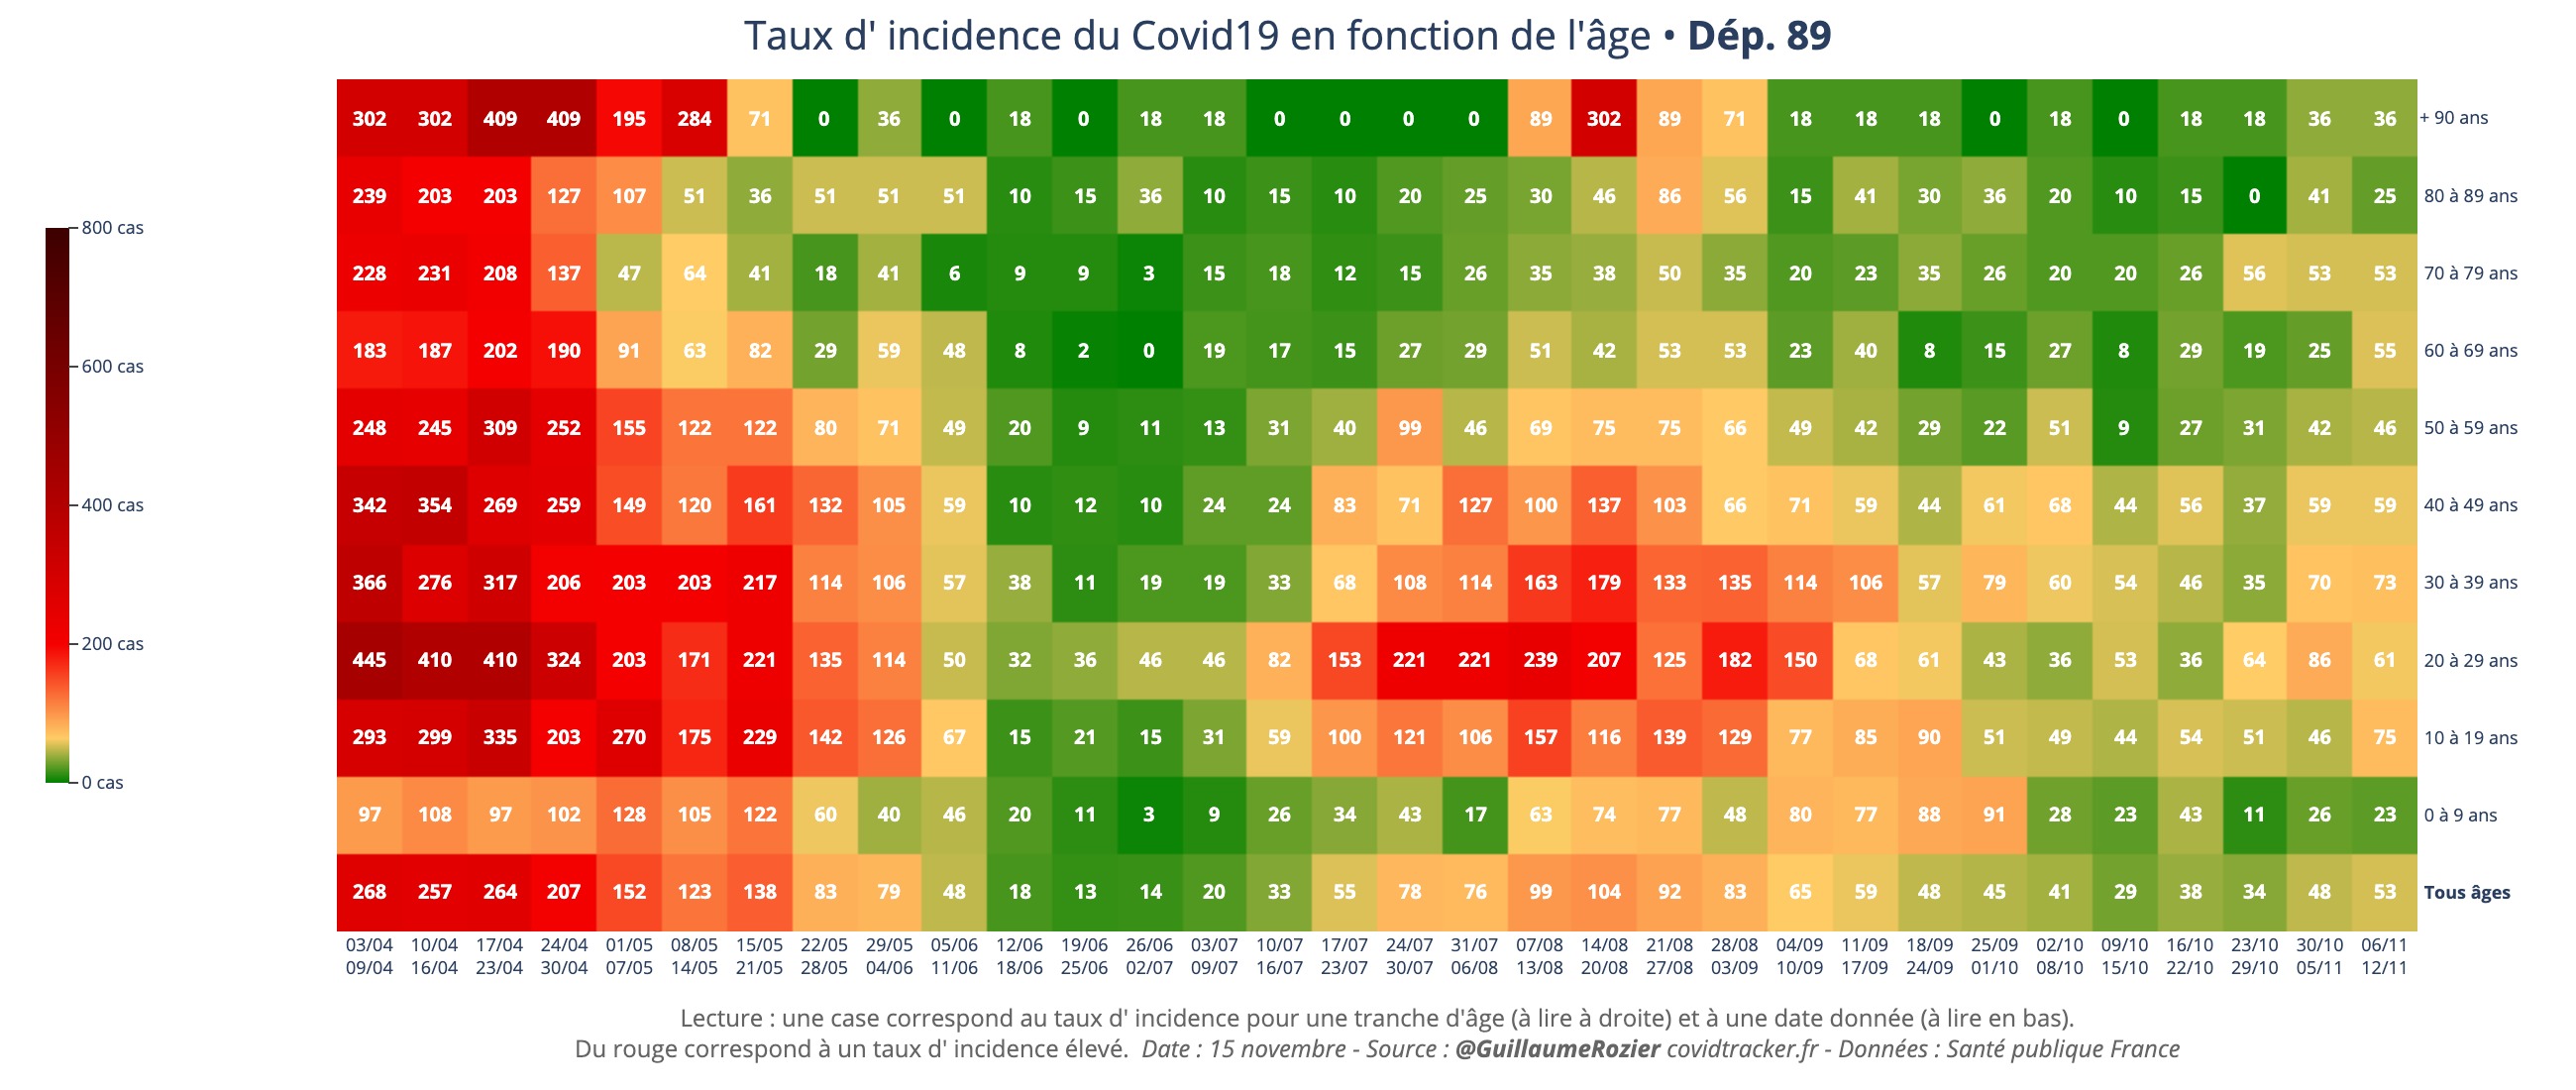 Taux d' incidence du Covid19 en fonction de l'âge • Dép. 89
800 cas
600 cas
400 cas
200 cas
0 cas
302 302 409 409 195 284 71 0 36 0 18 0 18 18 0 0 0 0 89 302 89 71 18 18 18 0 18 0 18 18 36 36 + 90 ans
239 203 203 127 107 51 36 51 51 51 10 15 36 10 15 10 20 25 30 46 86 56 15 41 30 36 20 10 15 0 41 25 80 à 89 ans
228 231 208 137 47 64 41 18 41 6 9 9 3 15 18 12 15 26 35 38 50 35 20 23 35 26 20 20 26 56 53 53 70 à 79 ans
183 187 202 190 91 63 82 29 59 48 8 2 0 19 17 15 27 29 51 42 53 53 23 40 8 15 27 8 29 19 25 55 60 à 69 ans
248 245 309 252 155 122 122 80 71 49 20 9 11 13 31 40 99 46 69 75 75 66 49 42 29 22 51 9 27 31 42 46 50 à 59 ans
342 354 269 259 149 120 161 132 105 59 10 12 10 24 24 83 71 127 100 137 103 66 71 59 44 61 68 44 56 37 59 59 40 à 49 ans
366 276 317 206 203 203 217 114 106 57 38 11 19 19 33 68 108 114 163 179 133 135 114 106 57 79 60 54 46 35 70 73 30 à 39 ans
445 410 410 324 203 171 221 135 114 50 32 36 46 46 82 153 221 221 239 207 125 182 150 68 61 43 36 53 36 64 86 61 20 à 29 ans
293 299 335 203 270 175 229 142 126 67 15 21 15 31 59 100 121 106 157 116 139 129 77 85 90 51 49 44 54 51 46 75 10 à 19 ans
97 108 97 102 128 105 122 60 40 46 20 11 3 9 26 34 43 17 63 74 77 48 80 77 88 91 28 23 43 11 26 23 0 à 9 ans
268 257 264 207 152 123 138 83 79 48 18 13 14 20 33 55 78 76 99 104 92 83 65 59 48 45 41 29 38 34 48 53 Tous âges
03/04 10/04 17/04 24/04 01/05 08/05 15/05 22/05 29/05 05/06 12/06 19/06 26/06 03/07 10/07 17/07 24/07 31/07 07/08 14/08 21/08 28/08 04/09 11/09 18/09 25/09 02/10 09/10 16/10 23/10 30/10 06/11
09/04 16/04 23/04 30/04 07/05 14/05 21/05 28/05 04/06 11/06 18/06 25/06 02/07 09/07 16/07 23/07 30/07 06/08 13/08 20/08 27/08 03/09 10/09 17/09 24/09 01/10 08/10 15/10 22/10 29/10 05/11 12/11
Lecture : une case correspond au taux d' incidence pour une tranche d'âge (à lire à droite) et à une date donnée (à lire en bas).
Du rouge correspond à un taux d' incidence élevé. Date : 15 novembre - Source : @GuillaumeRozier covidtracker.fr - Données : Santé publique France